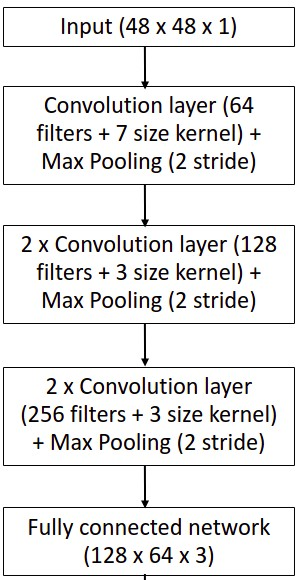 Input (48 x 48 x 1)
Convolution layer (64
filters + 7 size kernel) +
Max Pooling (2 stride)
2 x Convolution layer (128
filters + 3 size kernel) +
Max Pooling (2 stride)
2 x Convolution layer
(256 filters + 3 size kernel)
+ Max Pooling (2 stride)
Fully connected network
(128 x 64 x 3)